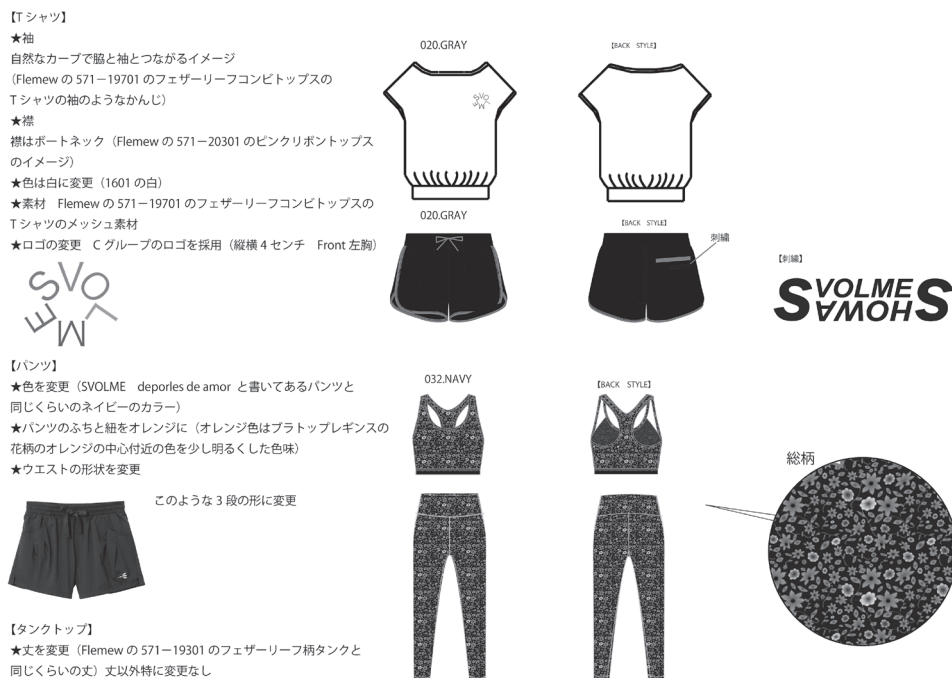 【Tシャツ】
★袖
自然なカーブで脇と袖とつながるイメージ
(Flemew の 571－19701 のフェザーリーフコンビトップスの
T シャツの袖のようなかんじ)
★襟
襟はボートネック（Flemew の 571－20301 のピンクリボントップス
のイメージ）
★色は白に変更（1601 の白）
★素材　Flemew の 571－19701 のフェザーリーフコンビトップスの
T シャツのメッシュ素材
★ロゴの変更　C グループのロゴを採用（縦横 4 センチ　Front 左胸）
SVOLME
【パンツ】
★色を変更（SVOLME　deporles de amor と書いてあるパンツと
同じくらいのネイビーのカラー）
★パンツのふちと紐をオレンジに（オレンジ色はブラトップレギンスの
花柄のオレンジの中心付近の色を少し明るくした色味）
★ウエストの形状を変更
このような 3 段の形に変更
【タンクトップ】
★丈を変更（Flemew の 571－19301 のフェザーリーフ柄タンクと
同じくらいの丈）丈以外特に変更なし
020.GRAY
【BACK STYLE】
SVOLME
020.GRAY
【BACK STYLE】
刺繍
【刺繍】
SVOLME
AWOHS
032.NAVY
【BACK STYLE】
総柄